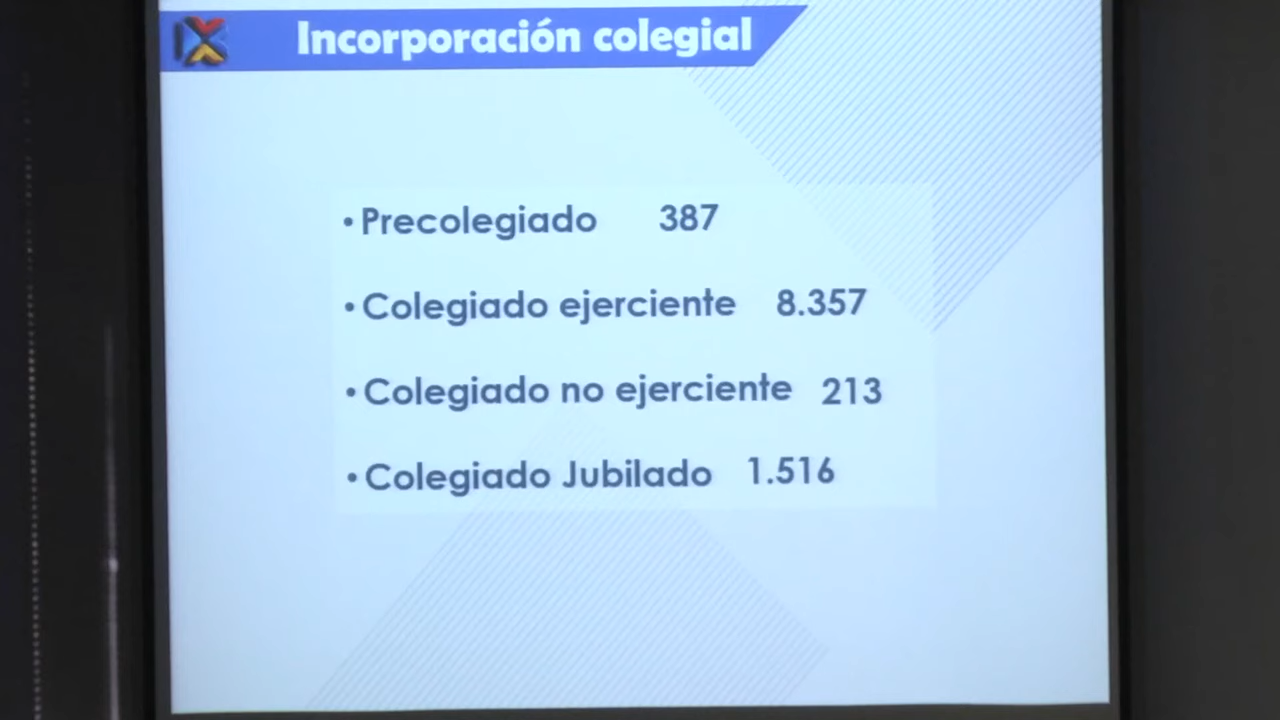 Incorporación colegial
• Precolegiado 387
• Colegiado ejerciente 8.357
• Colegiado no ejerciente 213
• Colegiado Jubilado 1.516